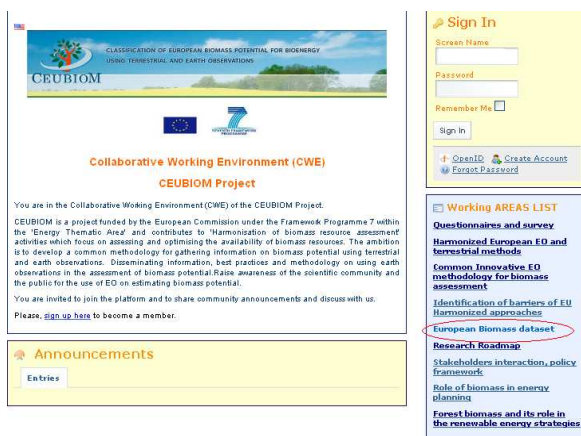 CLASSIFICATION OF EUROPEAN BIOMASS POTENTIAL FOR BIOENERGY
USING TERRESTRIAL AND EARTH OBSERVATIONS
CEUBIOM
SEVENTH FRAMEWORK
PROGRAMME
Collaborative Working Environment (CWE)
CEUBIOM Project
You are in the Collaborative Working Environment (CWE) of the CEUBIOM Project.
CEUBIOM is a project funded by the European Commission under the Framework Programme 7 within
the 'Energy Thematic Area' and contributes to 'Harmonisation of biomass resource assessment'
activities which focus on assessing and optimising the availability of biomass resources. The ambition
is to develop a common methodology for gathering information on biomass potential using terrestrial
and earth observations. Disseminating information, best practices and methodology on using earth
observations in the assessment of biomass potential.Raise awareness of the scientific community and
the public for the use of EO on estimating biomass potential.
You are invited to join the platform and to share community announcements and discuss with us.
Please, sign up here to become a member.
Announcements
Entries
Sign In
Screen Name
Password
Remember Me
Sign In
OpenID Create Account
Forgot Password
Working AREAS LIST
Questionnaires and survey
Harmonized European EO and
terrestrial methods
Common Innovative EO
methodology for biomass
assessment
Identification of barriers of EU
Harmonized approaches
European Biomass dataset
Research Roadmap
Stakeholders interaction, policy
framework
Role of biomass in energy
planning
Forest biomass and its role in
the renewable energy strategies